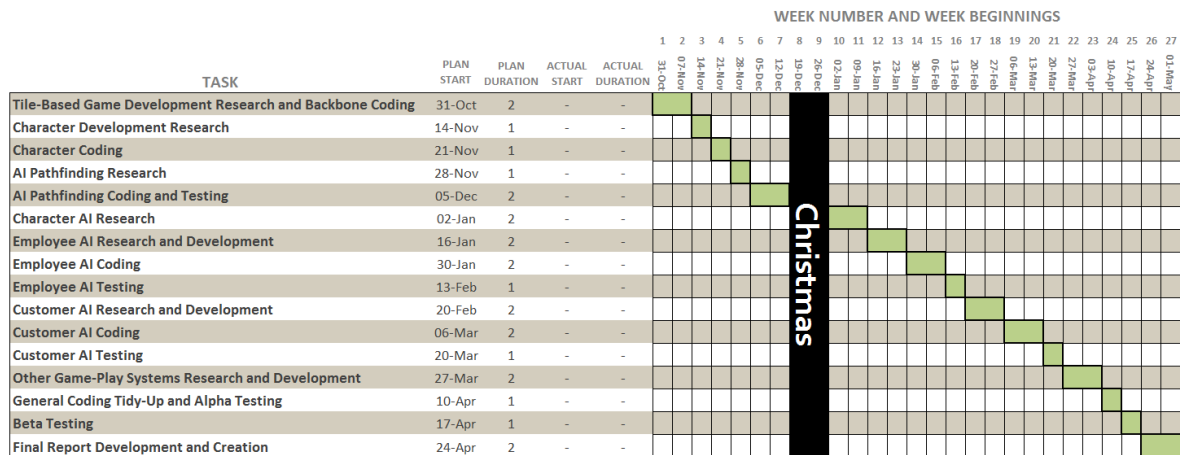 WEEK NUMBER AND WEEK BEGINNINGS
1 2 3 4 5 6 7 8 9 10 11 12 13 14 15 16 17 18 19 20 21 22 23 24 25 26 27
TASK PLAN START PLAN DURATION ACTUAL START ACTUAL DURATION 31-Oct 07-Nov 14-Nov 21-Nov 28-Nov 05-Dec 12-Dec 19-Dec 26-Dec 02-Jan 09-Jan 16-Jan 23-Jan 30-Jan 06-Feb 13-Feb 20-Feb 27-Feb 06-Mar 13-Mar 20-Mar 27-Mar 03-Apr 10-Apr 17-Apr 24-Apr 01-May
Tile-Based Game Development Research and Backbone Coding 31-Oct 2 - -
Character Development Research 14-Nov 1 - -
Character Coding 21-Nov 1 - -
AI Pathfinding Research 28-Nov 1 - -
AI Pathfinding Coding and Testing 05-Dec 2 - -
Character AI Research 02-Jan 2 - -
Employee AI Research and Development 16-Jan 2 - -
Employee AI Coding 30-Jan 2 - -
Employee AI Testing 13-Feb 1 - -
Customer AI Research and Development 20-Feb 2 - -
Customer AI Coding 06-Mar 2 - -
Customer AI Testing 20-Mar 1 - -
Other Game-Play Systems Research and Development 27-Mar 2 - -
General Coding Tidy-Up and Alpha Testing 10-Apr 1 - -
Beta Testing 17-Apr 1 - -
Final Report Development and Creation 24-Apr 2 - -
Christmas